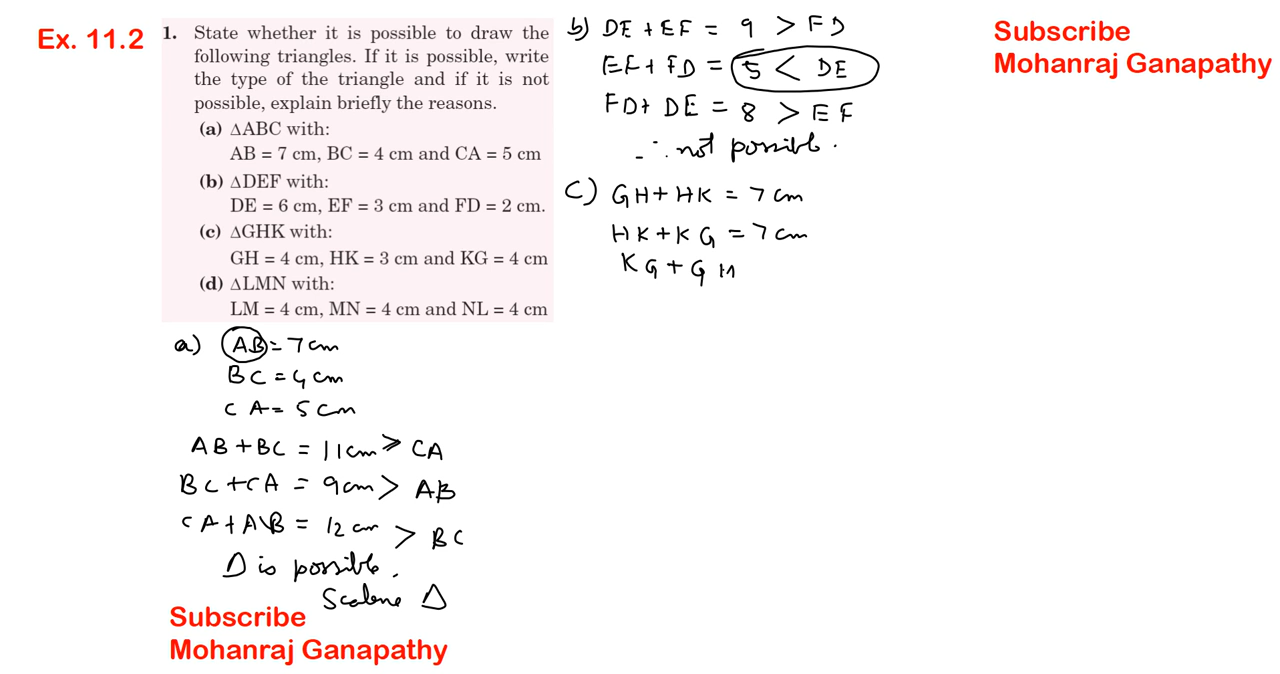 Ex. 11.2
1. State whether it is possible to draw the
following triangles. If it is possible, write
the type of the triangle and if it is not
possible, explain briefly the reasons.
(a) ΔABC with:
AB = 7 cm, BC = 4 cm and CA = 5 cm
(b) ΔDEF with:
DE = 6 cm, EF = 3 cm and FD = 2 cm.
(c) ΔGHK with:
GH = 4 cm, HK = 3 cm and KG = 4 cm
(d) ΔLMN with:
LM = 4 cm, MN = 4 cm and NL = 4 cm
a) AB = 7 cm
BC = 4 cm
CA = 5 cm
AB + BC = 11 cm > CA
BC + CA = 9 cm > AB
CA + AB = 12 cm > BC
Δ is possible.
Scalene Δ
Subscribe
Mohanraj Ganapathy
b) DE + EF = 9 > FD
EF + FD = 5 < DE
FD + DE = 8 > EF
∴ not possible.
C) GH + HK = 7 cm
HK + KG = 7 cm
KG + GH
Subscribe
Mohanraj Ganapathy